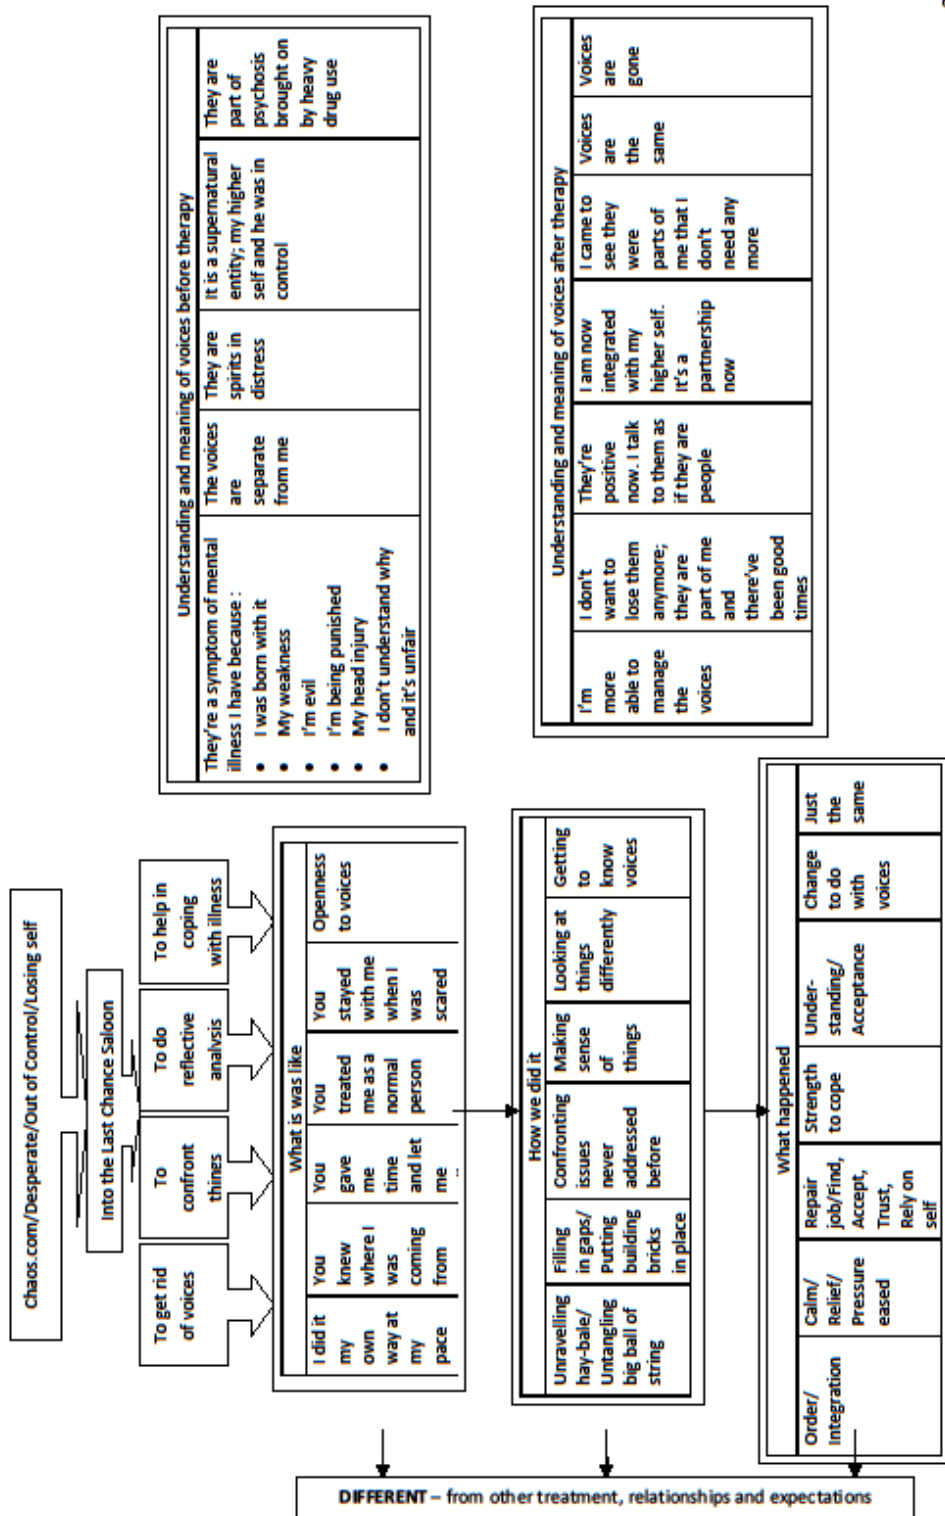 Chaos.com/Desperate/Out of Control/Losing self
Into the Last Chance Saloon
To get rid
of voices
To
confront
things
To do
reflective
analysis
To help in
coping
with illness
What is was like
I did it
my
own
way at
my
pace
You
knew
where I
was
coming
from
You
gave
me
time
and let
me
You
treated
me as a
normal
person
You
stayed
with me
when I
was
scared
Openness
to voices
How we did it
Unravelling
hay-bale/
Untangling
big ball of
string
Filling
in gaps/
Putting
building
bricks
in place
Confronting
issues
never
addressed
before
Making
sense
of
things
Looking at
things
differently
Getting
to
know
voices
What happened
Order/
Integration
Calm/
Relief/
Pressure
eased
Repair
job/Find,
Accept,
Trust,
Rely on
self
Strength
to cope
Under-
standing/
Acceptance
Change
to do
with
voices
Just
the
same
DIFFERENT – from other treatment, relationships and expectations
Understanding and meaning of voices before therapy
They're a symptom of mental
illness I have because :
• I was born with it
• My weakness
• I'm evil
• I'm being punished
• My head injury
• I don't understand why
and it's unfair
The voices
are
separate
from me
They are
spirits in
distress
It is a supernatural
entity; my higher
self and he was in
control
They are
part of
psychosis
brought on
by heavy
drug use
Understanding and meaning of voices after therapy
I'm
more
able to
manage
the
voices
I don't
want to
lose them
anymore;
they are
part of me
and
there've
been good
times
They're
positive
now. I talk
to them as
if they are
people
I am now
integrated
with my
higher self.
It's a
partnership
now
I came to
see they
were
parts of
me that I
don't
need any
more
Voices
are
the
same
Voices
are
gone